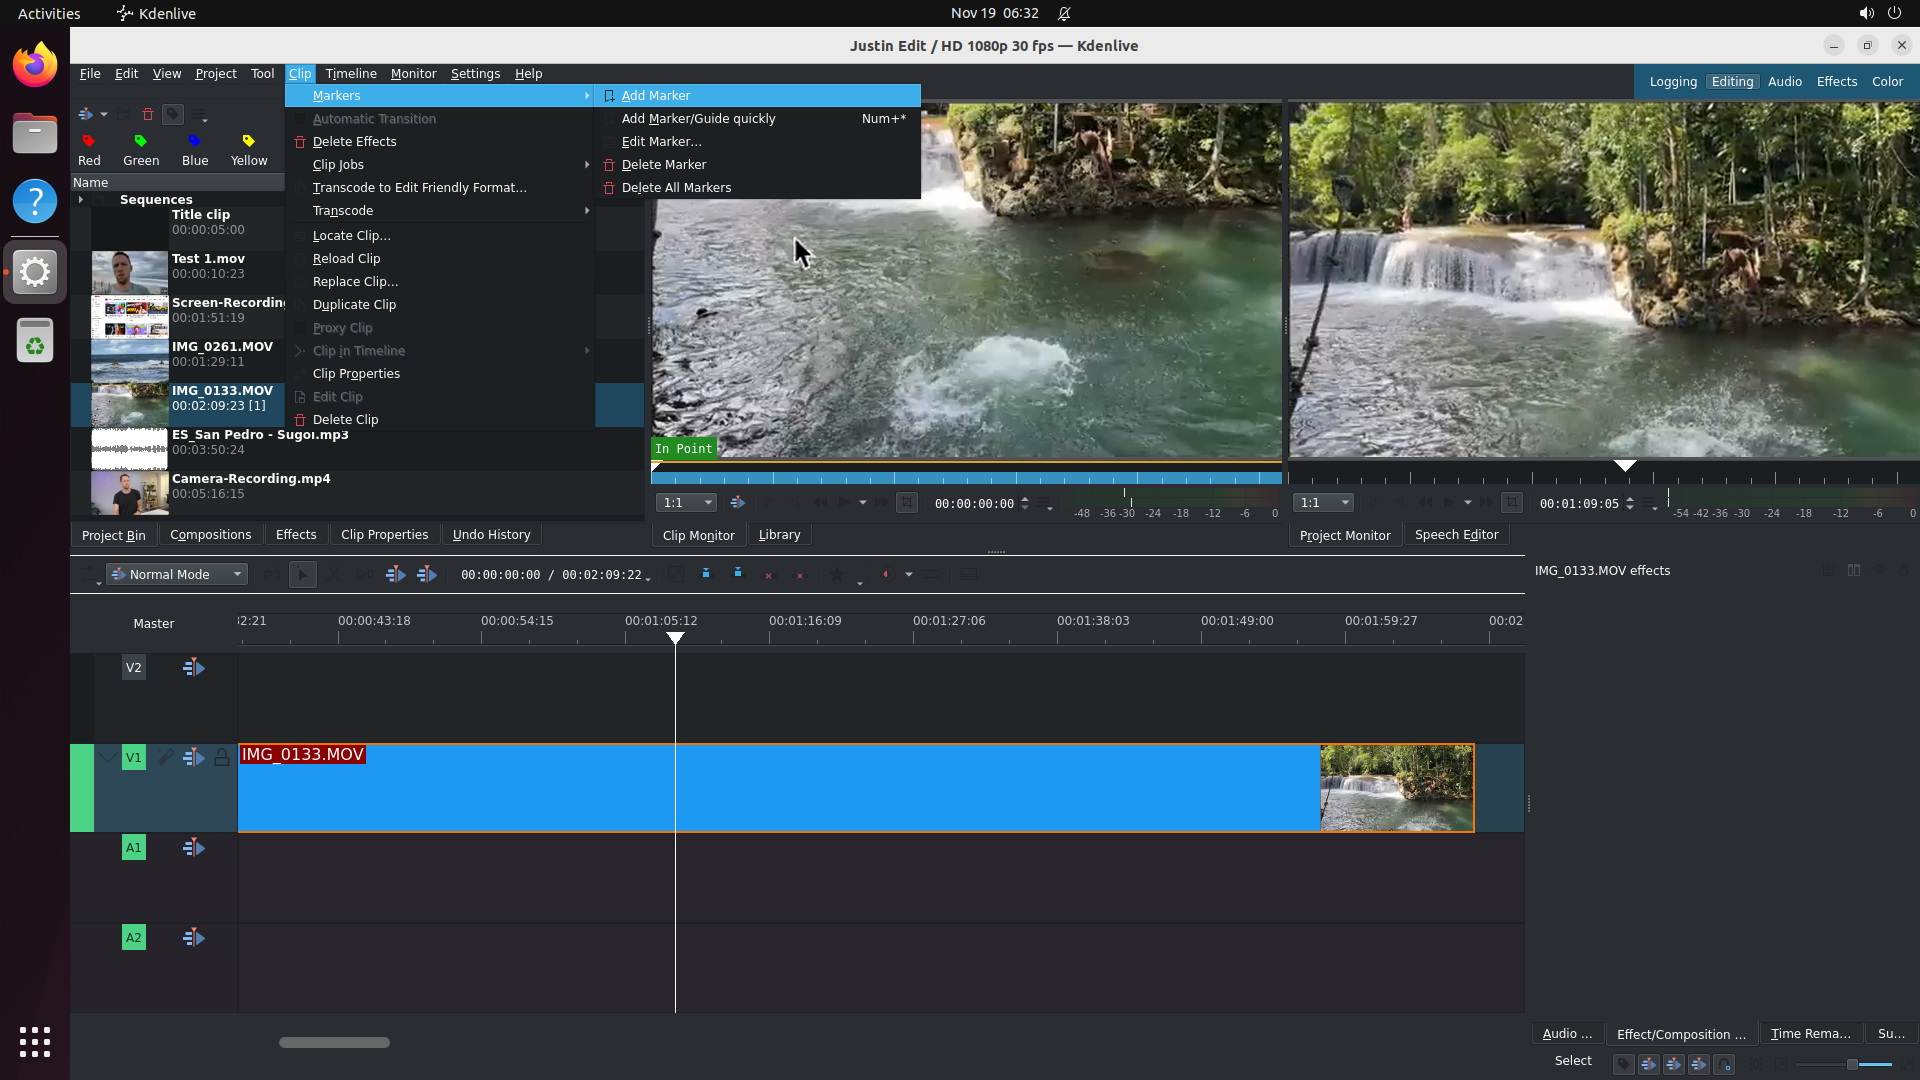 Activities
Kdenlive
Nov 19 06:32
Justin Edit / HD 1080p 30 fps — Kdenlive
File Edit View Project Tool Clip Timeline Monitor Settings Help
Logging Editing Audio Effects Color
Red Green Blue Yellow
Name
Sequences
Title clip
00:00:05:00
Test 1.mov
00:00:10:23
Screen-Recording
00:01:51:19
IMG_0261.MOV
00:01:29:11
IMG_0133.MOV
00:02:09:23 [1]
ES_San Pedro - Sugoi.mp3
00:03:50:24
Camera-Recording.mp4
00:05:16:15
Markers
Automatic Transition
Delete Effects
Clip Jobs
Transcode to Edit Friendly Format...
Transcode
Locate Clip...
Reload Clip
Replace Clip...
Duplicate Clip
Proxy Clip
Clip in Timeline
Clip Properties
Edit Clip
Delete Clip
Add Marker
Add Marker/Guide quickly Num+*
Edit Marker...
Delete Marker
Delete All Markers
In Point
1:1
00:00:00:00
-48 -36 -30 -24 -18 -12 -6 0
1:1
00:01:09:05
-54 -42 -36 -30 -24 -18 -12 -6 0
Project Bin Compositions Effects Clip Properties Undo History
Clip Monitor Library
Project Monitor Speech Editor
Normal Mode
00:00:00:00 / 00:02:09:22
IMG_0133.MOV effects
Master
32:21 00:00:43:18 00:00:54:15 00:01:05:12 00:01:16:09 00:01:27:06 00:01:38:03 00:01:49:00 00:01:59:27 00:02
V2
V1
IMG_0133.MOV
A1
A2
Audio ... Effect/Composition ... Time Rema... Su...
Select